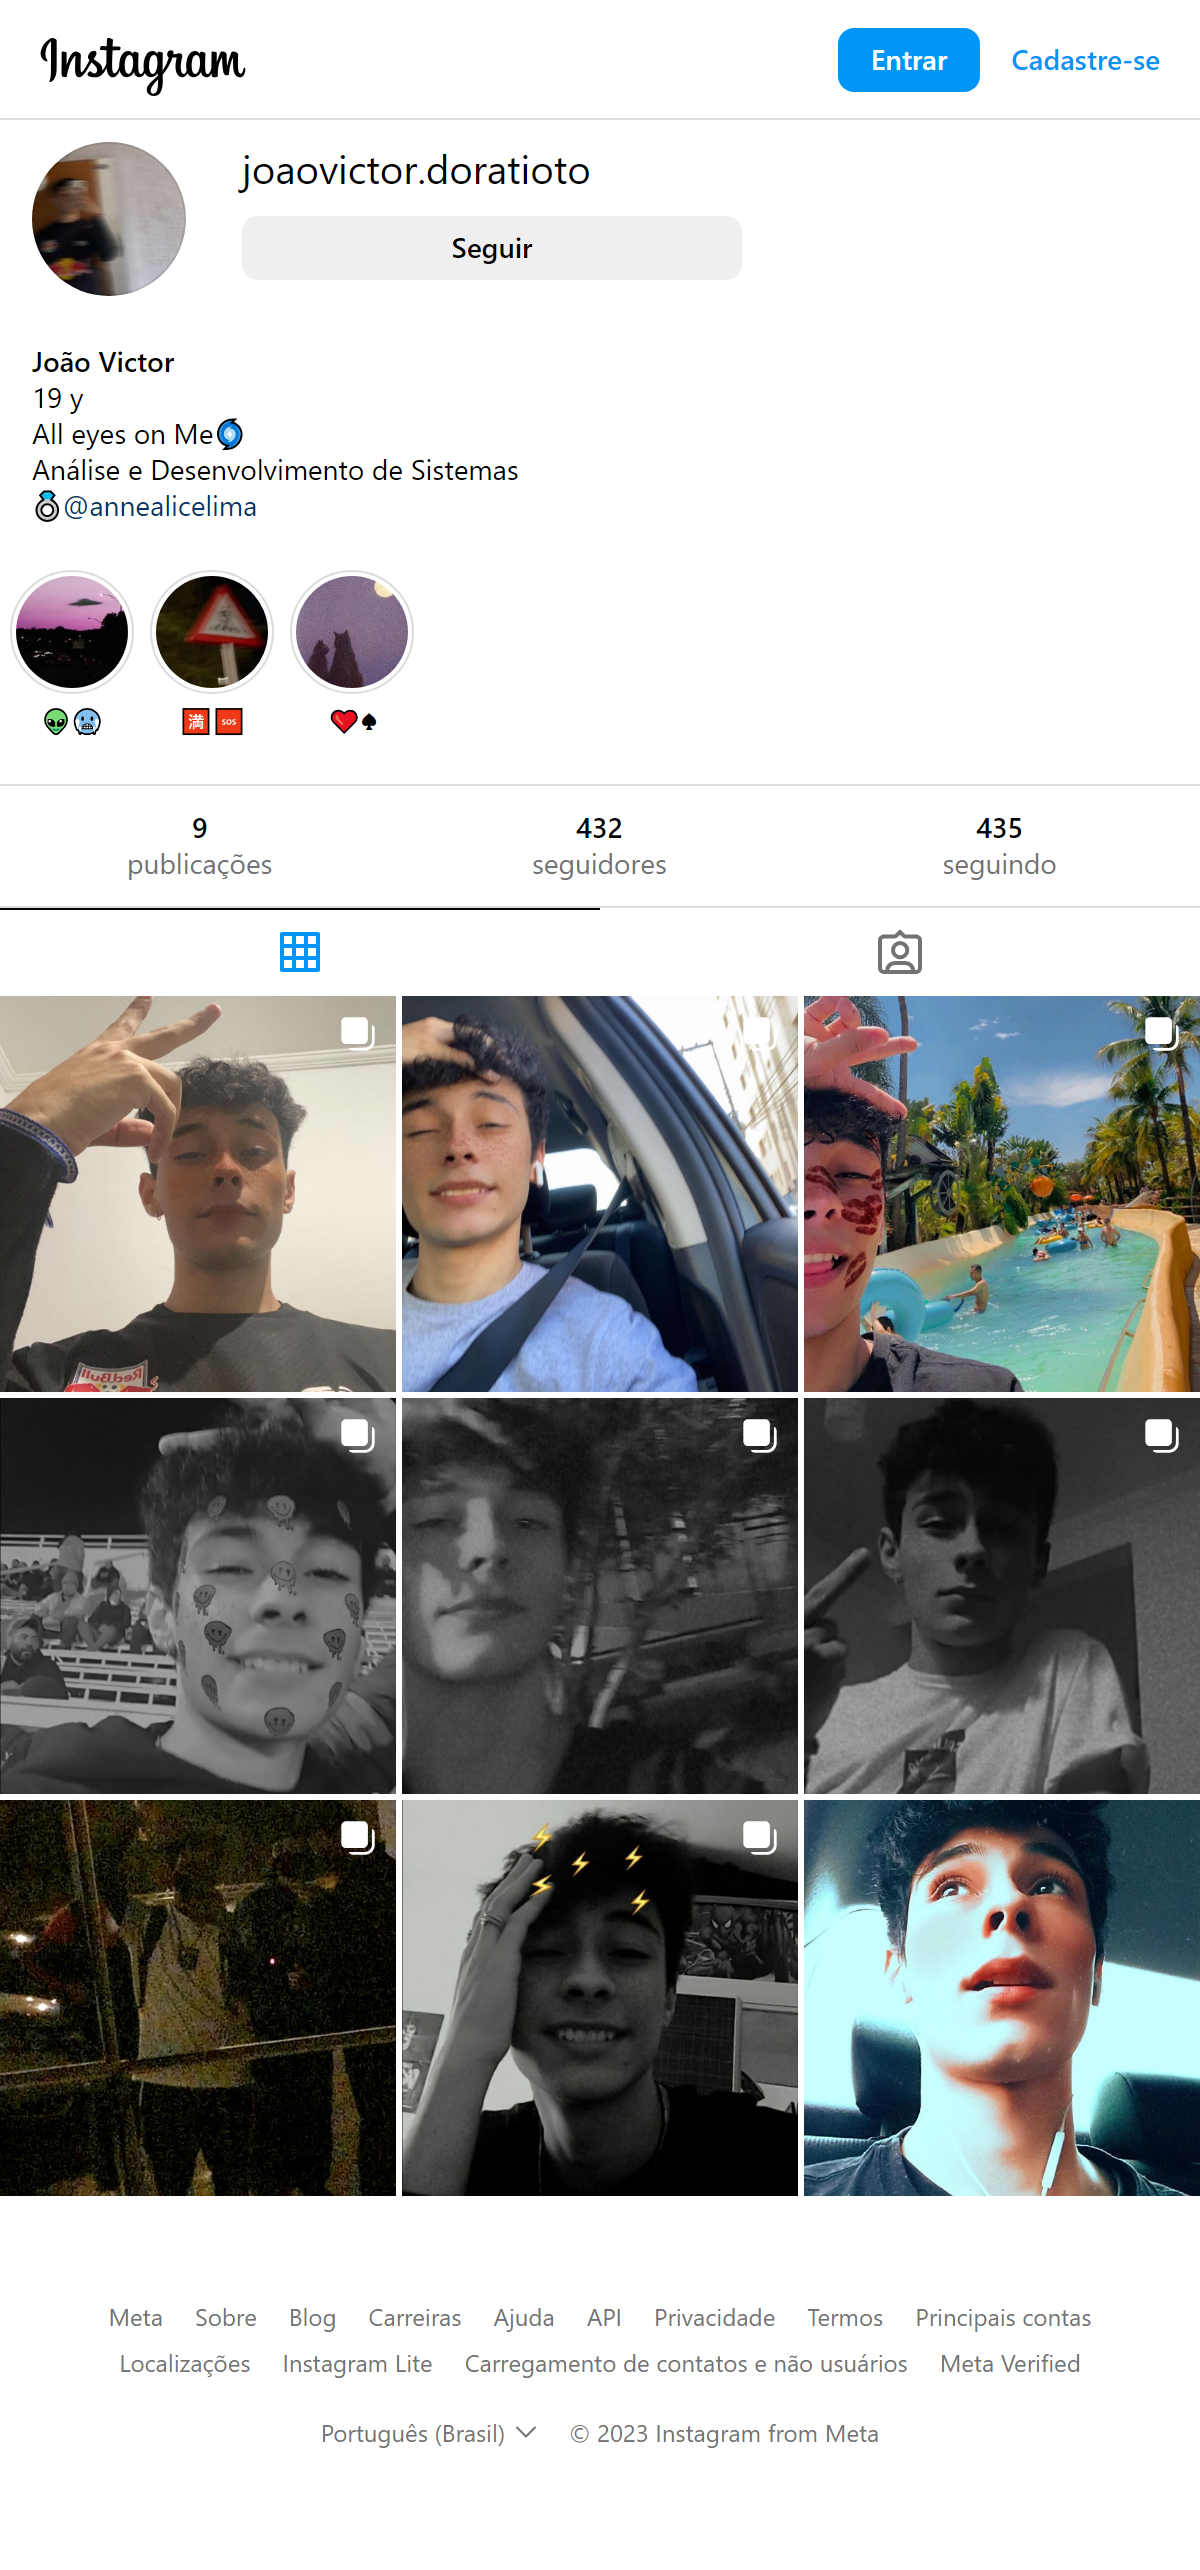 Instagram
Entrar
Cadastre-se
joaovictor.doratioto
Seguir
João Victor
19 y
All eyes on Me🌀
Análise e Desenvolvimento de Sistemas
💍@annealicelima
👽🥶
🈵🆘
❤️♠️
9
publicações
432
seguidores
435
seguindo
RedBull
Meta Sobre Blog Carreiras Ajuda API Privacidade Termos Principais contas
Localizações Instagram Lite Carregamento de contatos e não usuários Meta Verified
Português (Brasil) © 2023 Instagram from Meta